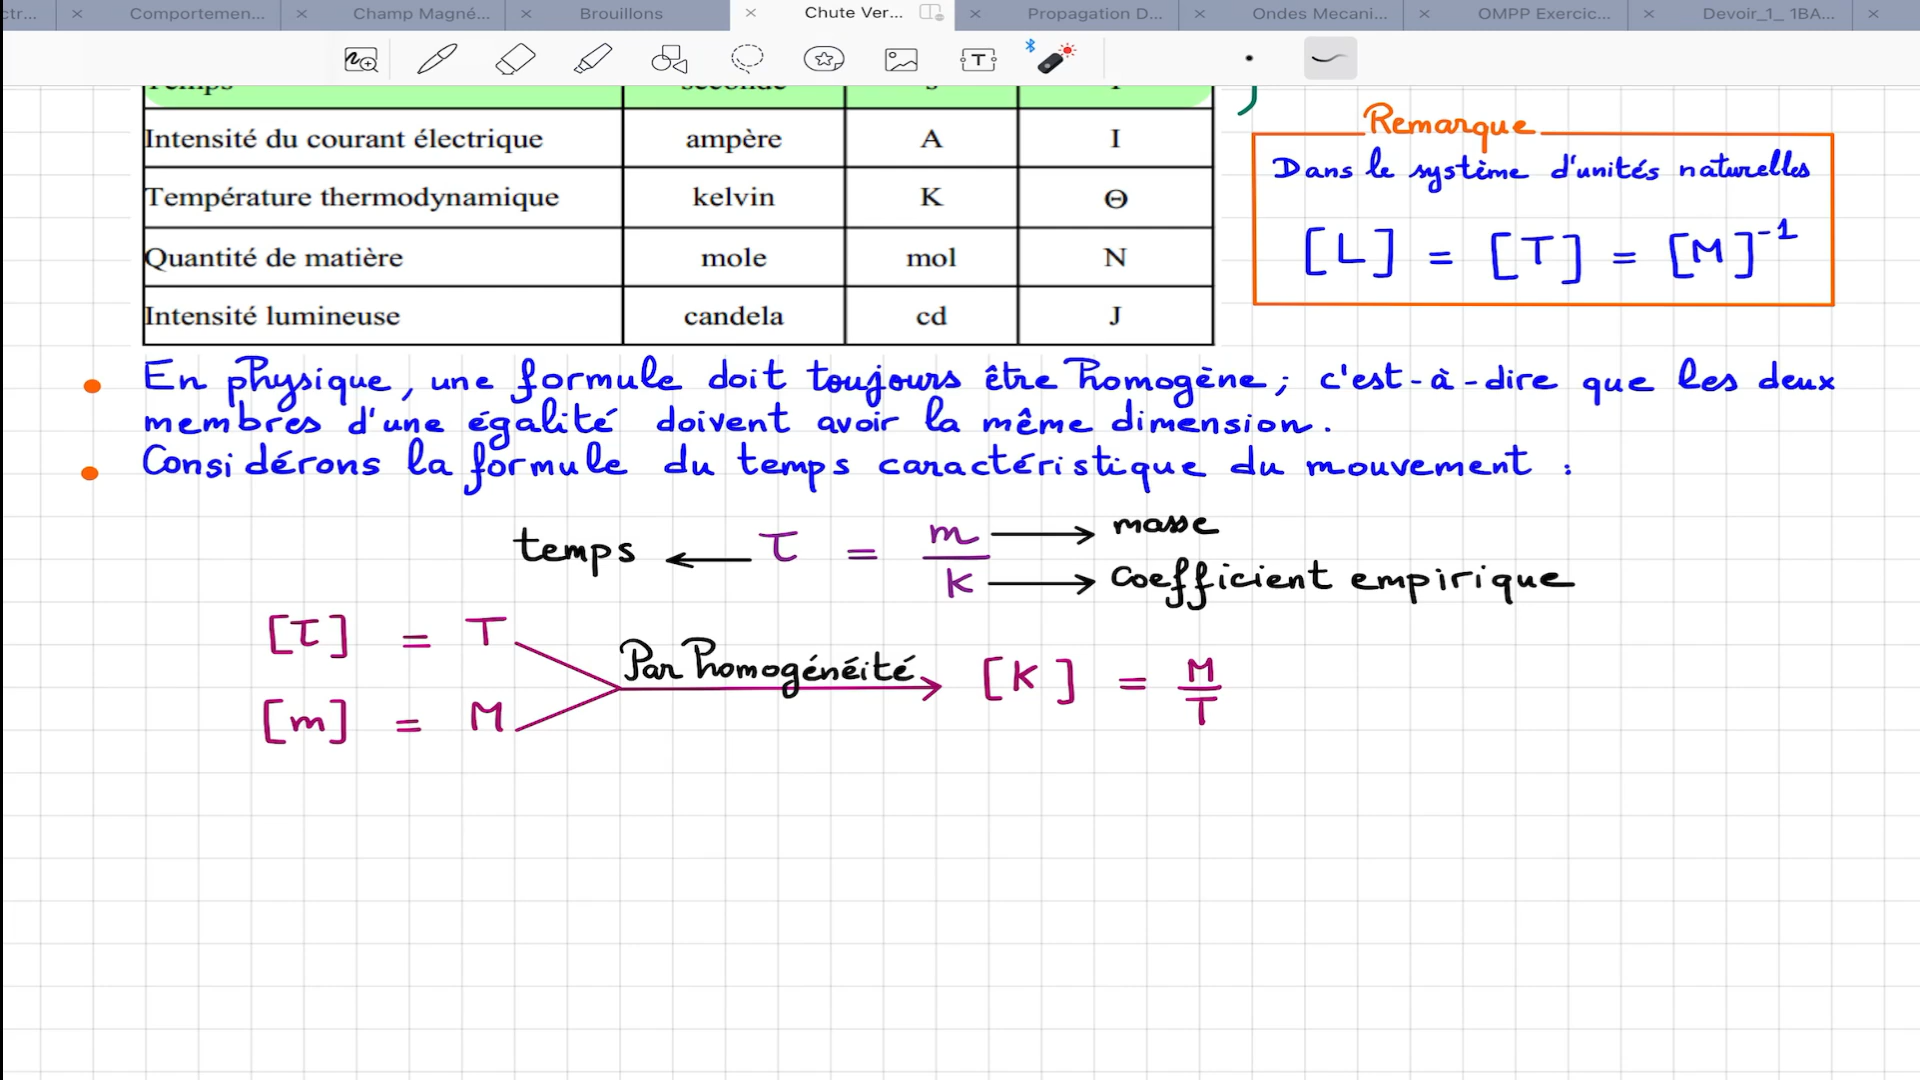 Comportemen...
Champ Magné...
Brouillons
Chute Ver...
Propagation D...
Ondes Mecani...
OMPP Exercic...
Devoir_1_ 1BA...
Intensité du courant électrique ampère A I
Température thermodynamique kelvin K Θ
Quantité de matière mole mol N
Intensité lumineuse candela cd J
Remarque
Dans le système d'unités naturelles
[L] = [T] = [M]⁻¹
• En physique, une formule doit toujours être homogène ; c'est-à-dire que les deux
membres d'une égalité doivent avoir la même dimension.
• Considérons la formule du temps caractéristique du mouvement :
temps ← τ = m/k
m → masse
k → coefficient empirique
[τ] = T
[m] = M
Par homogénéité → [K] = M/T